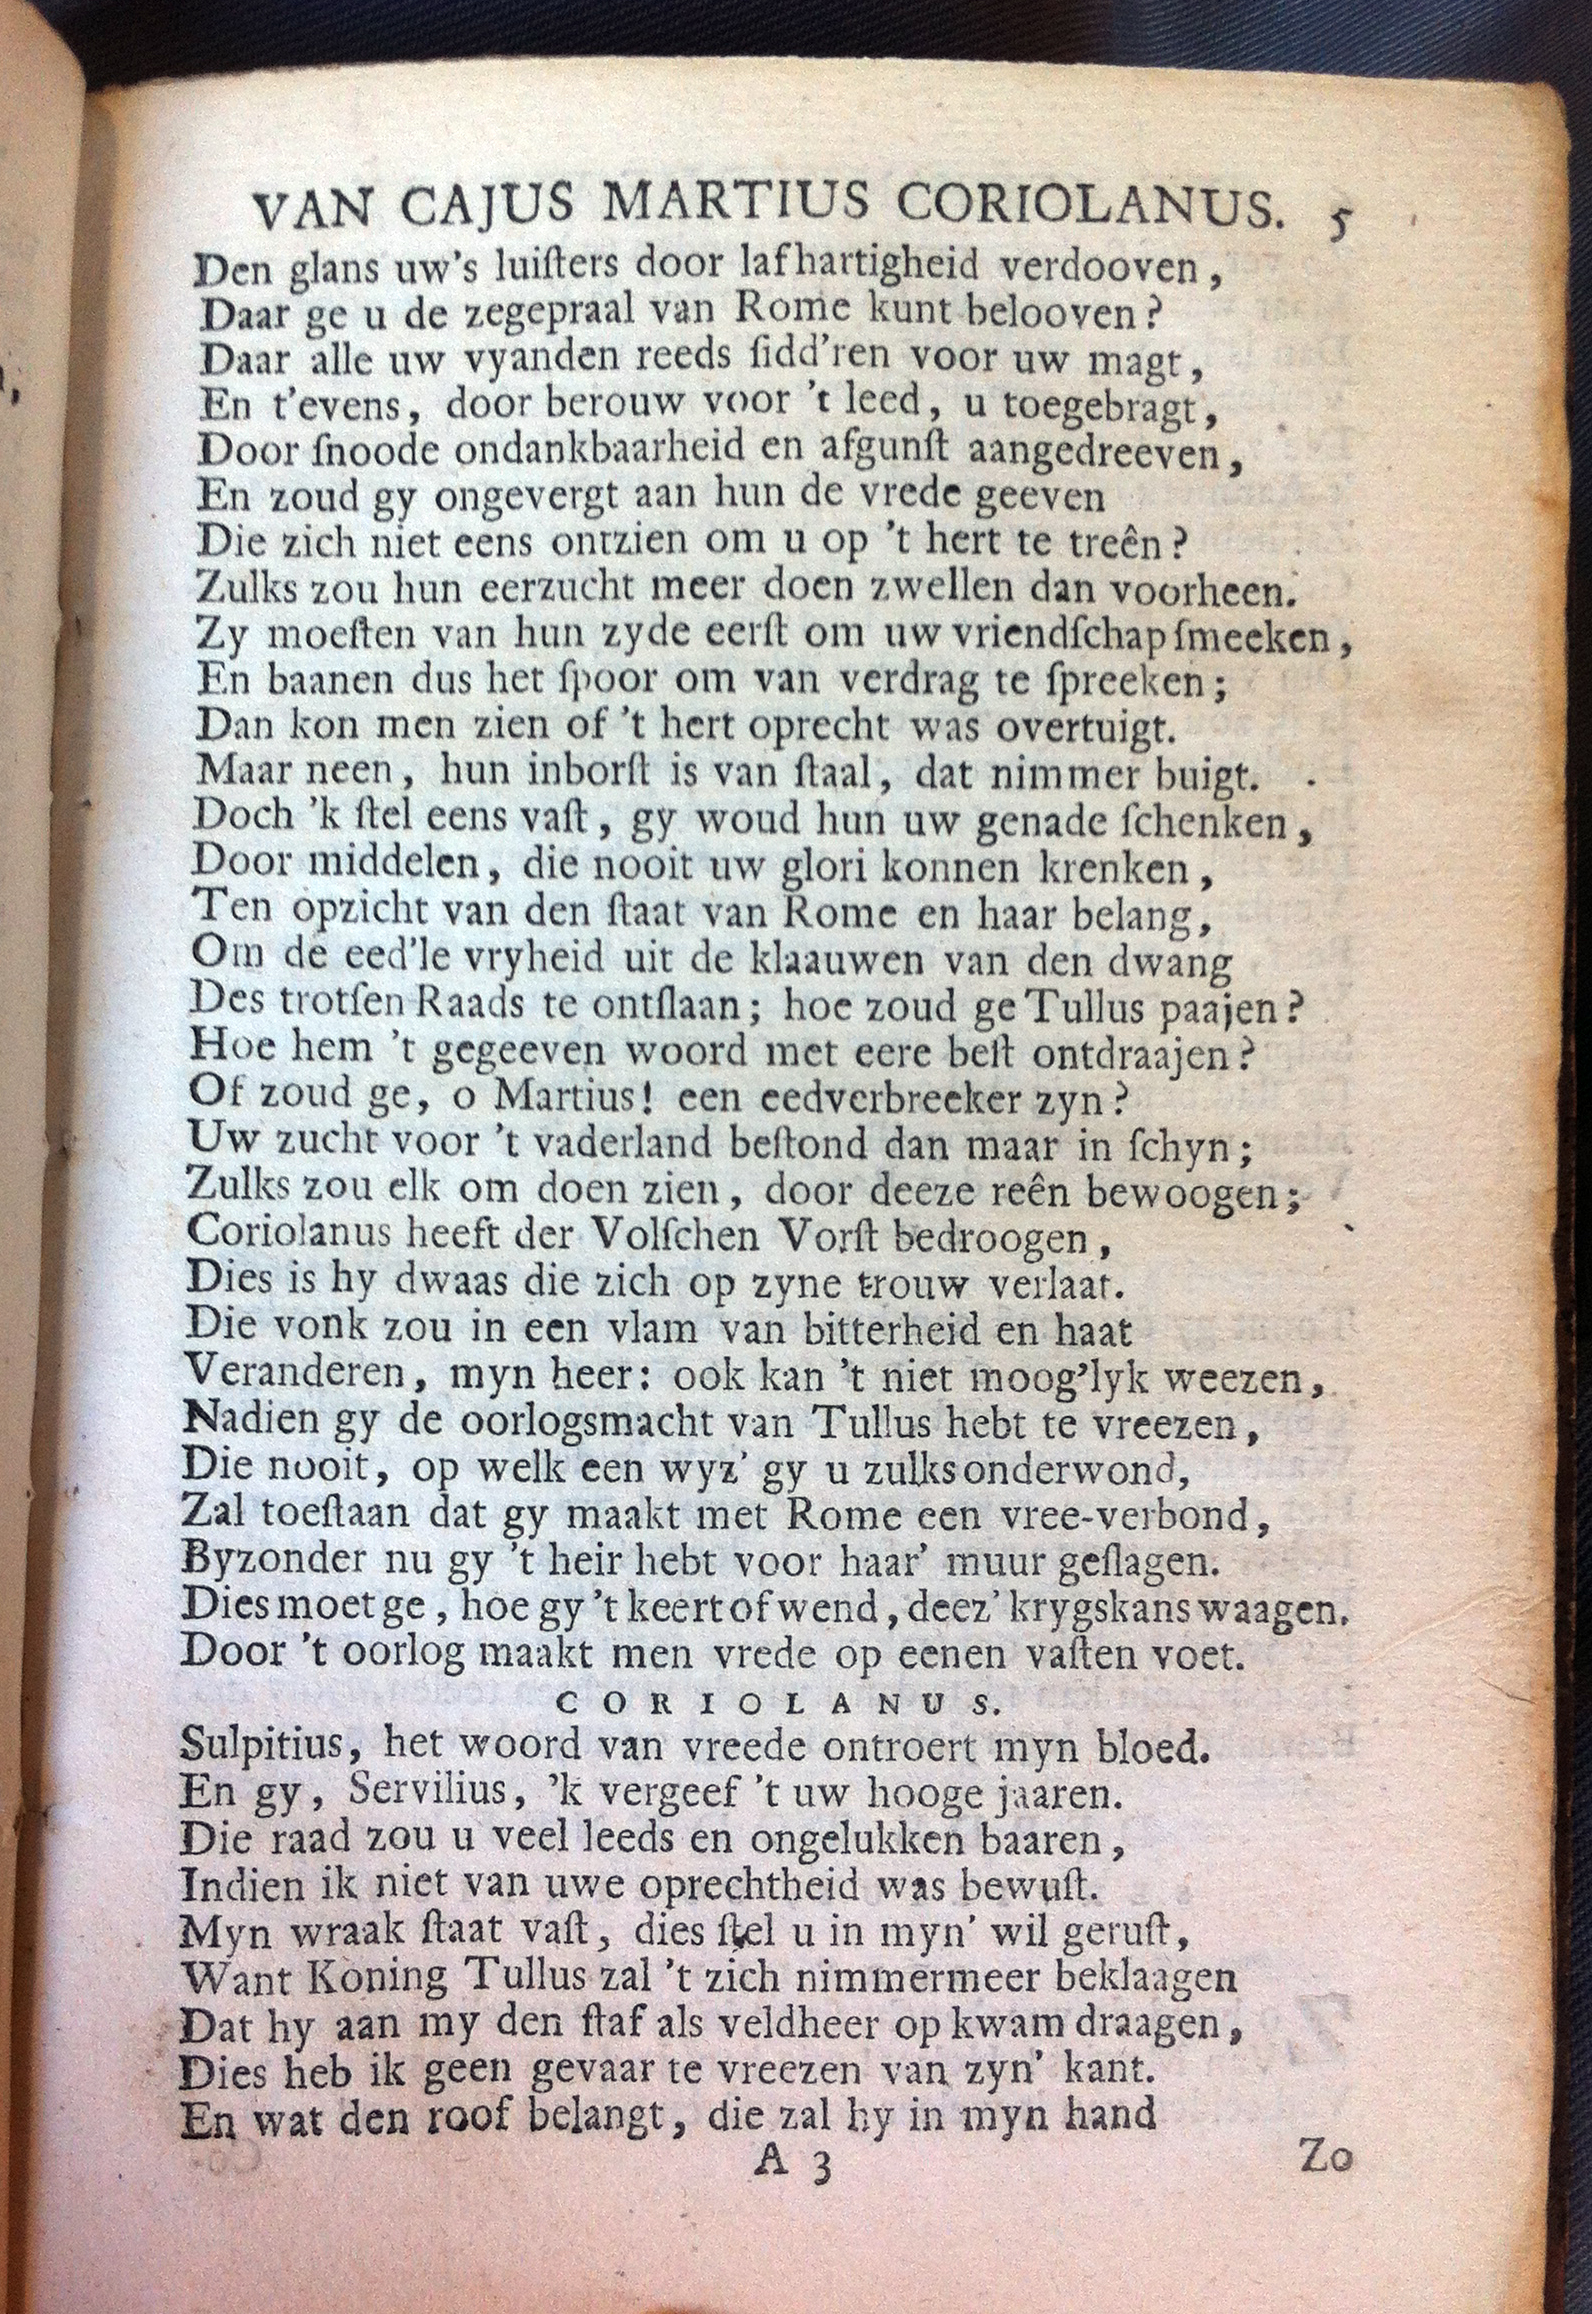 VAN CAJUS MARTIUS CORIOLANUS. 5
Den glans uw's luiſters door lafhartigheid verdooven,
Daar ge u de zegepraal van Rome kunt belooven?
Daar alle uw vyanden reeds ſidd'ren voor uw magt,
En t'evens, door berouw voor 't leed, u toegebragt,
Door ſnoode ondankbaarheid en afgunſt aangedreeven,
En zoud gy ongevergt aan hun de vrede geeven
Die zich niet eens ontzien om u op 't hert te treên?
Zulks zou hun eerzucht meer doen zwellen dan voorheen.
Zy moeſten van hun zyde eerſt om uw vriendſchap ſmeeken,
En baanen dus het ſpoor om van verdrag te ſpreeken;
Dan kon men zien of 't hert oprecht was overtuigt.
Maar neen, hun inborſt is van ſtaal, dat nimmer buigt.
Doch 'k ſtel eens vaſt, gy woud hun uw genade ſchenken,
Door middelen, die nooit uw glori konnen krenken,
Ten opzicht van den ſtaat van Rome en haar belang,
Om de eed'le vryheid uit de klaauwen van den dwang
Des trotſen Raads te ontſlaan; hoe zoud ge Tullus paajen?
Hoe hem 't gegeeven woord met eere beſt ontdraajen?
Of zoud ge, o Martius! een eedverbreeker zyn?
Uw zucht voor 't vaderland beſtond dan maar in ſchyn;
Zulks zou elk om doen zien, door deeze reên bewoogen;
Coriolanus heeft der Volſchen Vorſt bedroogen,
Dies is hy dwaas die zich op zyne trouw verlaat.
Die vonk zou in een vlam van bitterheid en haat
Veranderen, myn heer: ook kan 't niet moog'lyk weezen,
Nadien gy de oorlogsmacht van Tullus hebt te vreezen,
Die nooit, op welk een wyz' gy u zulks onderwond,
Zal toeſtaan dat gy maakt met Rome een vree-verbond,
Byzonder nu gy 't heir hebt voor haar' muur geſlagen.
Dies moet ge, hoe gy 't keert of wend, deez' krygskans waagen.
Door 't oorlog maakt men vrede op eenen vaſten voet.
CORIOLANUS.
Sulpitius, het woord van vreede ontroert myn bloed.
En gy, Servilius, 'k vergeef 't uw hooge jaaren.
Die raad zou u veel leeds en ongelukken baaren,
Indien ik niet van uwe oprechtheid was bewuſt.
Myn wraak ſtaat vaſt, dies ſtel u in myn' wil geruſt,
Want Koning Tullus zal 't zich nimmermeer beklaagen
Dat hy aan my den ſtaf als veldheer op kwam draagen,
Dies heb ik geen gevaar te vreezen van zyn' kant.
En wat den roof belangt, die zal hy in myn hand
A 3 Zo